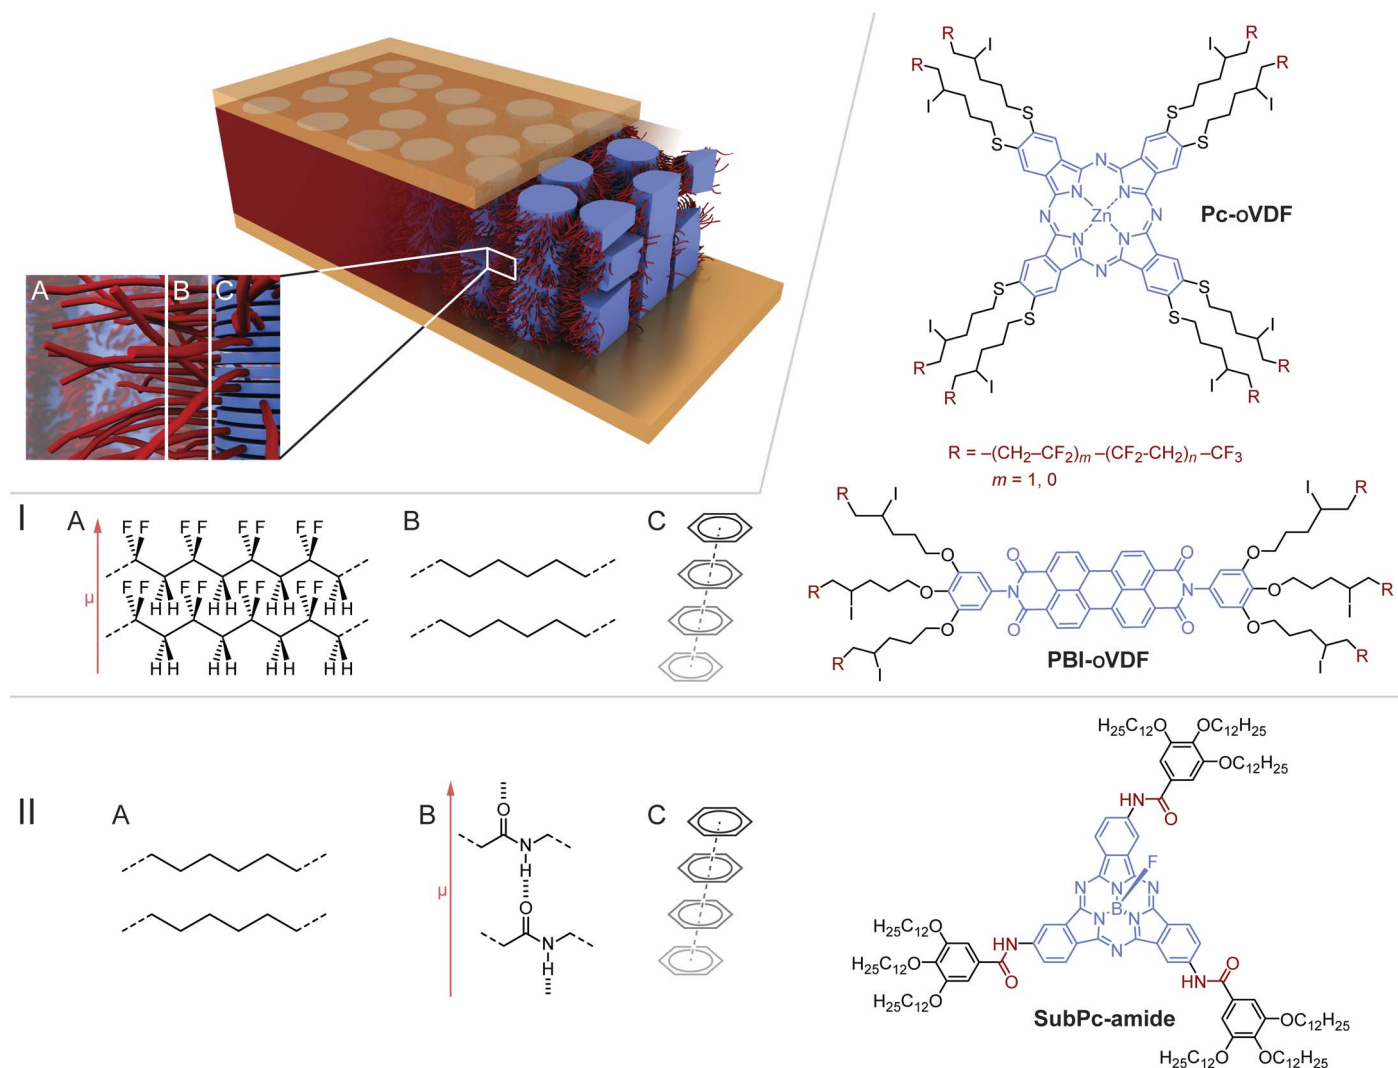 A B C
R I R
R I R
I I
S S
S S
N N N
N Zn N
N N N
Pc-oVDF
S S
S S
I I
R I I R
R R
R = –(CH2–CF2)m–(CF2-CH2)n–CF3
m = 1, 0
I A B C
F F F F F F F F
F F F F F F F F
μ
H H H H H H H H
H H H H H H H H
R I I R
O O O O
R O N N O R
I I
O O O O
R I I R
PBI-oVDF
II A B C
μ
O
N
H
O
N
H
H25C12O OC12H25
H25C12O OC12H25
HN O
F
N N N
B
N N
N
H25C12O
H25C12O
H25C12O
HN
O
HN O
SubPc-amide
OC12H25
H25C12O OC12H25